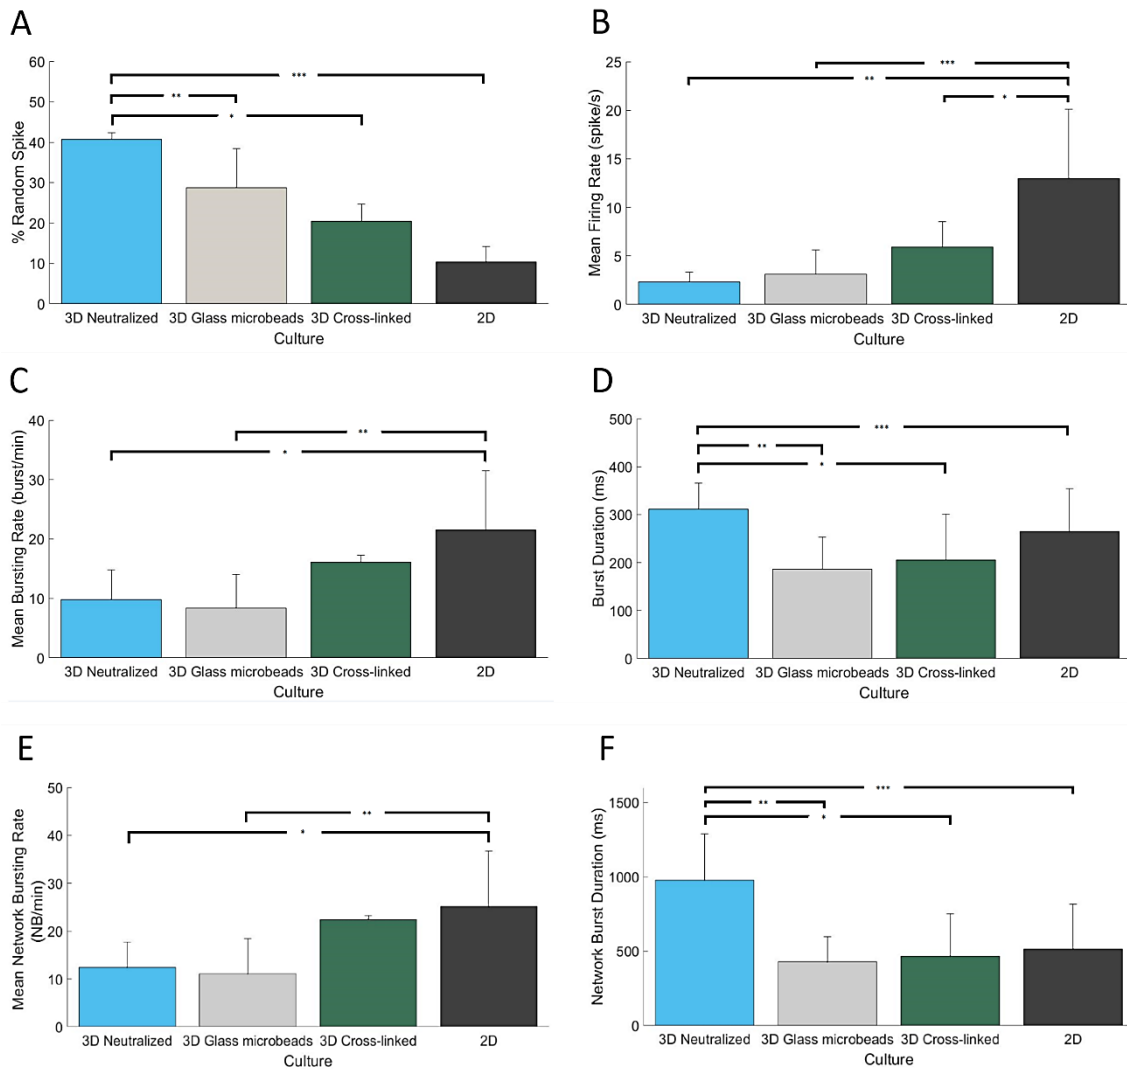 A
60
50
40
30
20
10
0
% Random Spike
***
**
*
3D Neutralized 3D Glass microbeads 3D Cross-linked 2D
Culture
B
25
20
15
10
5
0
Mean Firing Rate (spike/s)
***
**
*
3D Neutralized 3D Glass microbeads 3D Cross-linked 2D
Culture
C
40
30
20
10
0
Mean Bursting Rate (burst/min)
**
*
3D Neutralized 3D Glass microbeads 3D Cross-linked 2D
Culture
D
500
400
300
200
100
0
Burst Duration (ms)
***
**
*
3D Neutralized 3D Glass microbeads 3D Cross-linked 2D
Culture
E
50
40
30
20
10
0
Mean Network Bursting Rate
(NB/min)
**
*
3D Neutralized 3D Glass microbeads 3D Cross-linked 2D
Culture
F
1500
1000
500
0
Network Burst Duration (ms)
***
**
*
3D Neutralized 3D Glass microbeads 3D Cross-linked 2D
Culture